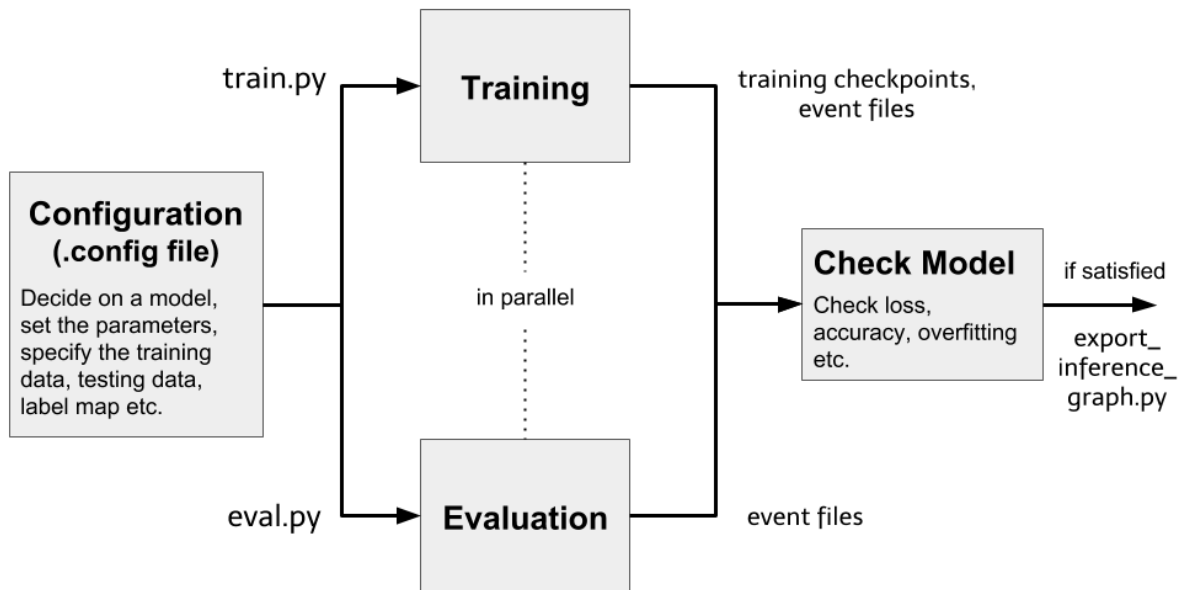 train.py
Training
training checkpoints,
event files
Configuration
(.config file)
Decide on a model,
set the parameters,
specify the training
data, testing data,
label map etc.
in parallel
Check Model
Check loss,
accuracy, overfitting
etc.
if satisfied
export_
inference_
graph.py
eval.py
Evaluation
event files